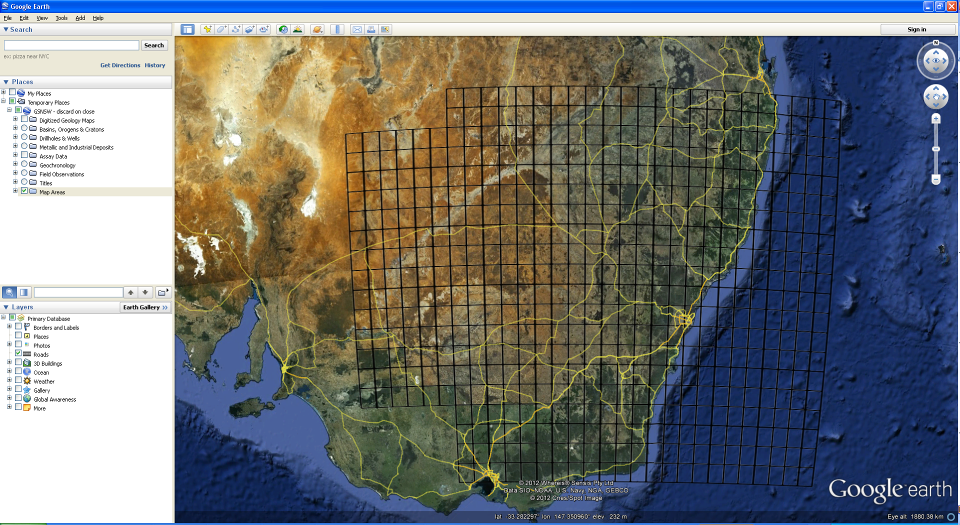 Google Earth
File Edit View Tools Add Help
Search
Sign in
Search
ex: pizza near NYC
Get Directions History
Places
My Places
Temporary Places
GSNSW - discard on close
Digitized Geology Maps
Basins, Orogens & Cratons
Drillholes & Wells
Metallic and Industrial Deposits
Assay Data
Geochronology
Field Observations
Titles
Map Areas
Layers
Earth Gallery >>
Primary Database
Borders and Labels
Places
Photos
Roads
3D Buildings
Ocean
Weather
Gallery
Global Awareness
More
N
© 2012 Whereis® Sensis Pty Ltd
Data SIO, NOAA, U.S. Navy, NGA, GEBCO
© 2012 Cnes/Spot Image
Google earth
lat -33.282297° lon 147.350960° elev 232 m
Eye alt 1880.38 km